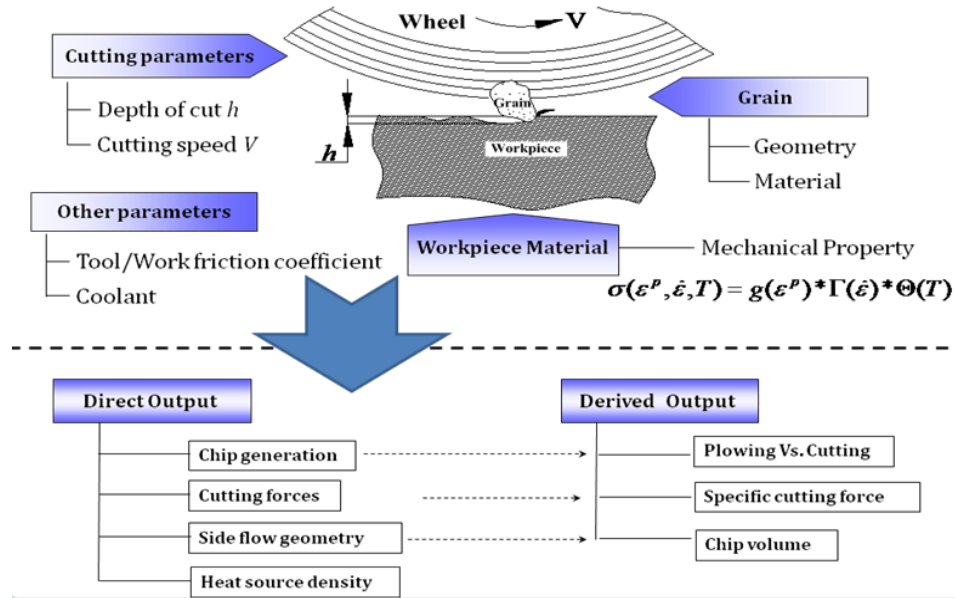 Wheel
V
Cutting parameters
Depth of cut h
Cutting speed V
Grain
Grain
Geometry
Material
h
Workpiece
Other parameters
Tool/Work friction coefficient
Coolant
Workpiece Material
Mechanical Property
σ(εᵖ,ε̇,T) = g(εᵖ)*Γ(ε̇)*Θ(T)
Direct Output
Chip generation
Cutting forces
Side flow geometry
Heat source density
Derived Output
Plowing Vs. Cutting
Specific cutting force
Chip volume